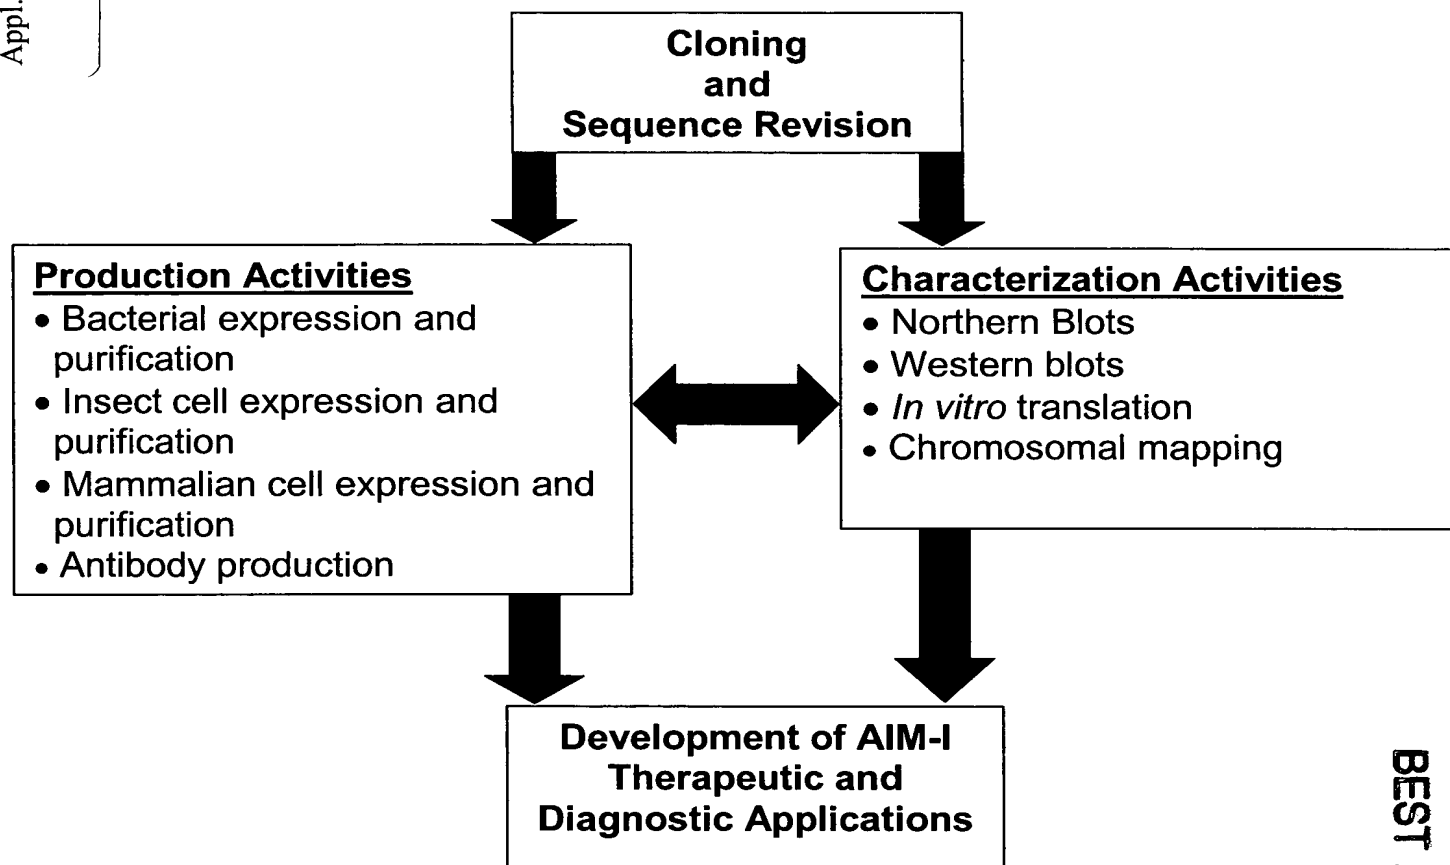 Appl.
Cloning
and
Sequence Revision
Production Activities
• Bacterial expression and
purification
• Insect cell expression and
purification
• Mammalian cell expression and
purification
• Antibody production
Characterization Activities
• Northern Blots
• Western blots
• In vitro translation
• Chromosomal mapping
Development of AIM-I
Therapeutic and
Diagnostic Applications
BEST